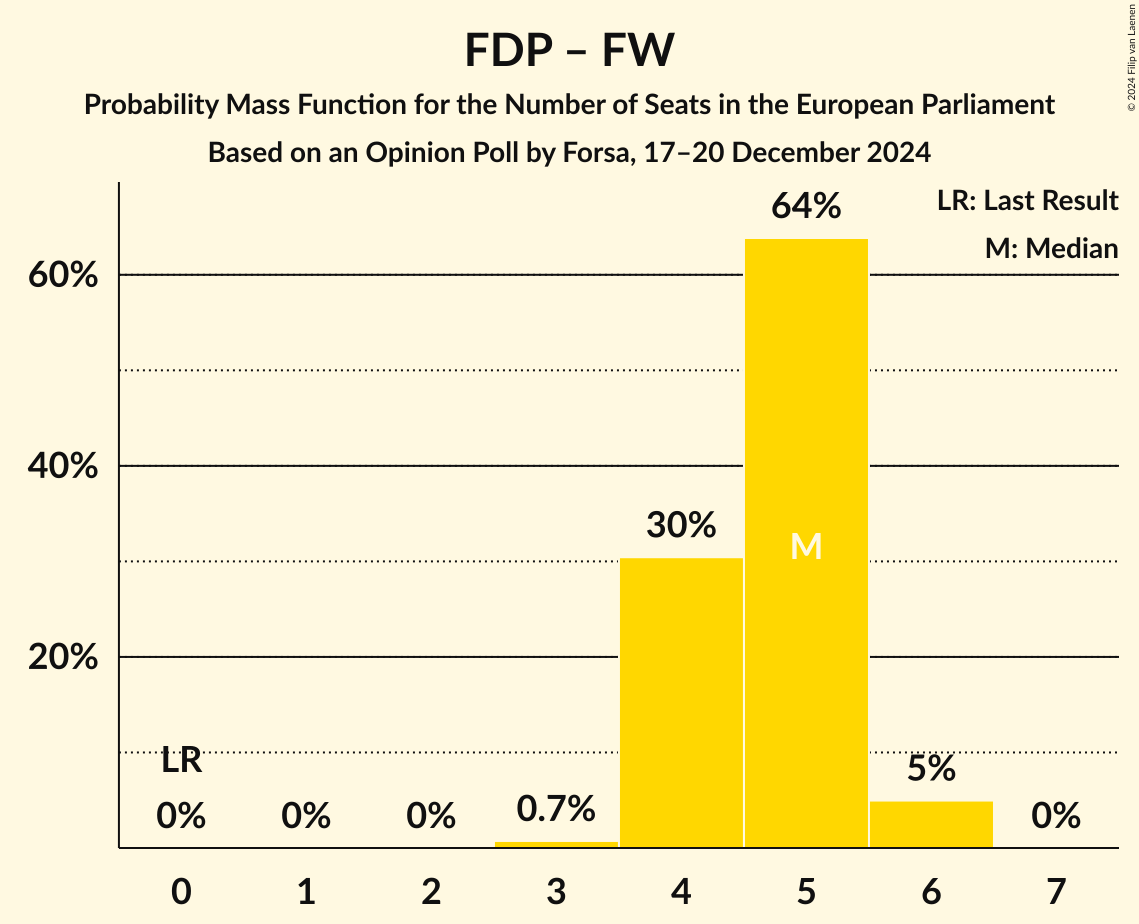 FDP – FW
Probability Mass Function for the Number of Seats in the European Parliament
Based on an Opinion Poll by Forsa, 17–20 December 2024
© 2024 Filip van Laenen
LR: Last Result
M: Median
64%
60%
40%
30%
M
20%
LR
5%
0%
0%
0%
0.7%
0%
0
1
2
3
4
5
6
7